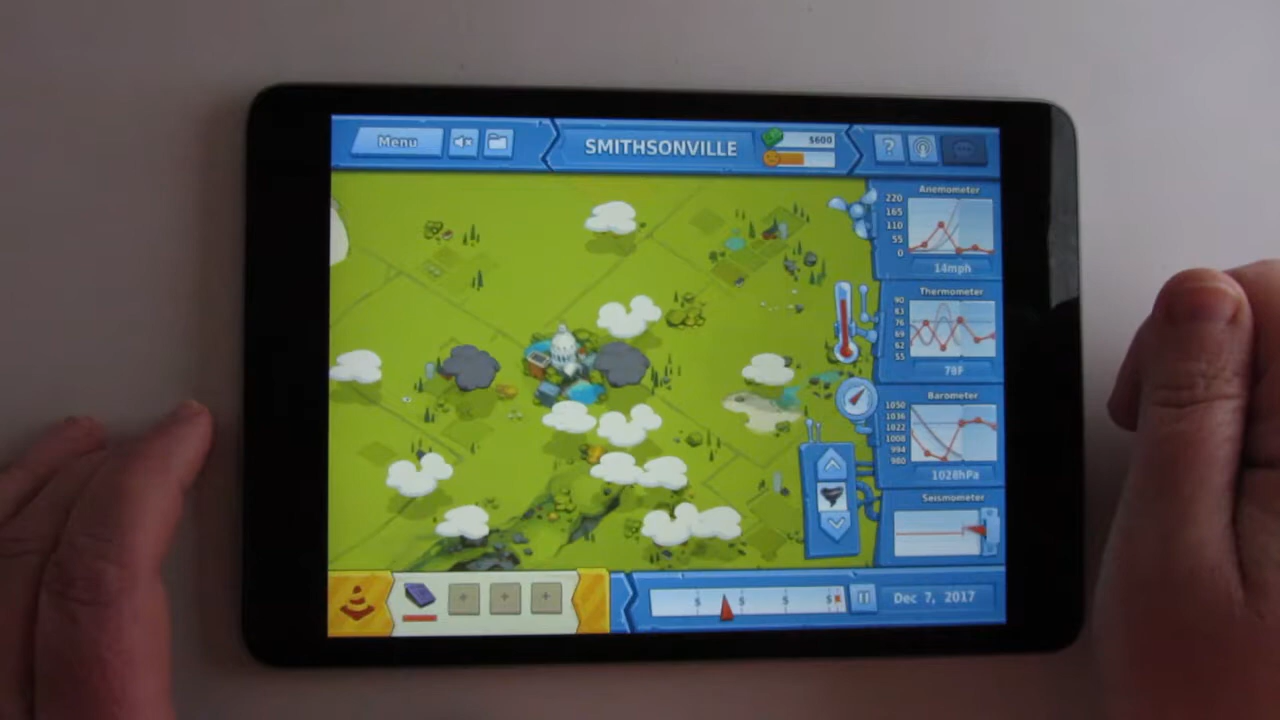 Menu
SMITHSONVILLE
$600
?
Anemometer
220
165
110
55
0
14mph
Thermometer
90
83
76
69
62
55
78F
Barometer
1050
1036
1022
1008
994
980
1028hPa
Seismometer
+ + +
$ $ $ $
Dec 7, 2017